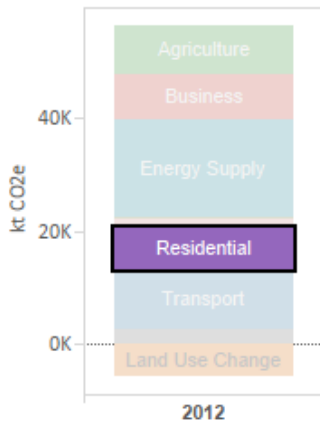 Agriculture
Business
40K
Energy Supply
kt CO2e
20K
Residential
Transport
0K
Land Use Change
2012